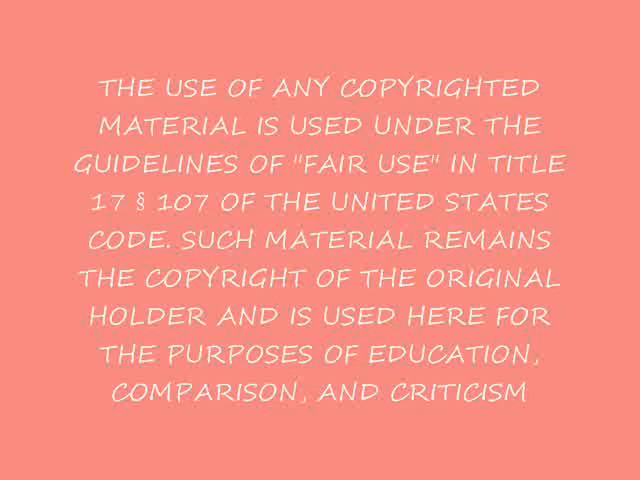 THE USE OF ANY COPYRIGHTED
MATERIAL IS USED UNDER THE
GUIDELINES OF "FAIR USE" IN TITLE
17 § 107 OF THE UNITED STATES
CODE. SUCH MATERIAL REMAINS
THE COPYRIGHT OF THE ORIGINAL
HOLDER AND IS USED HERE FOR
THE PURPOSES OF EDUCATION,
COMPARISON, AND CRITICISM